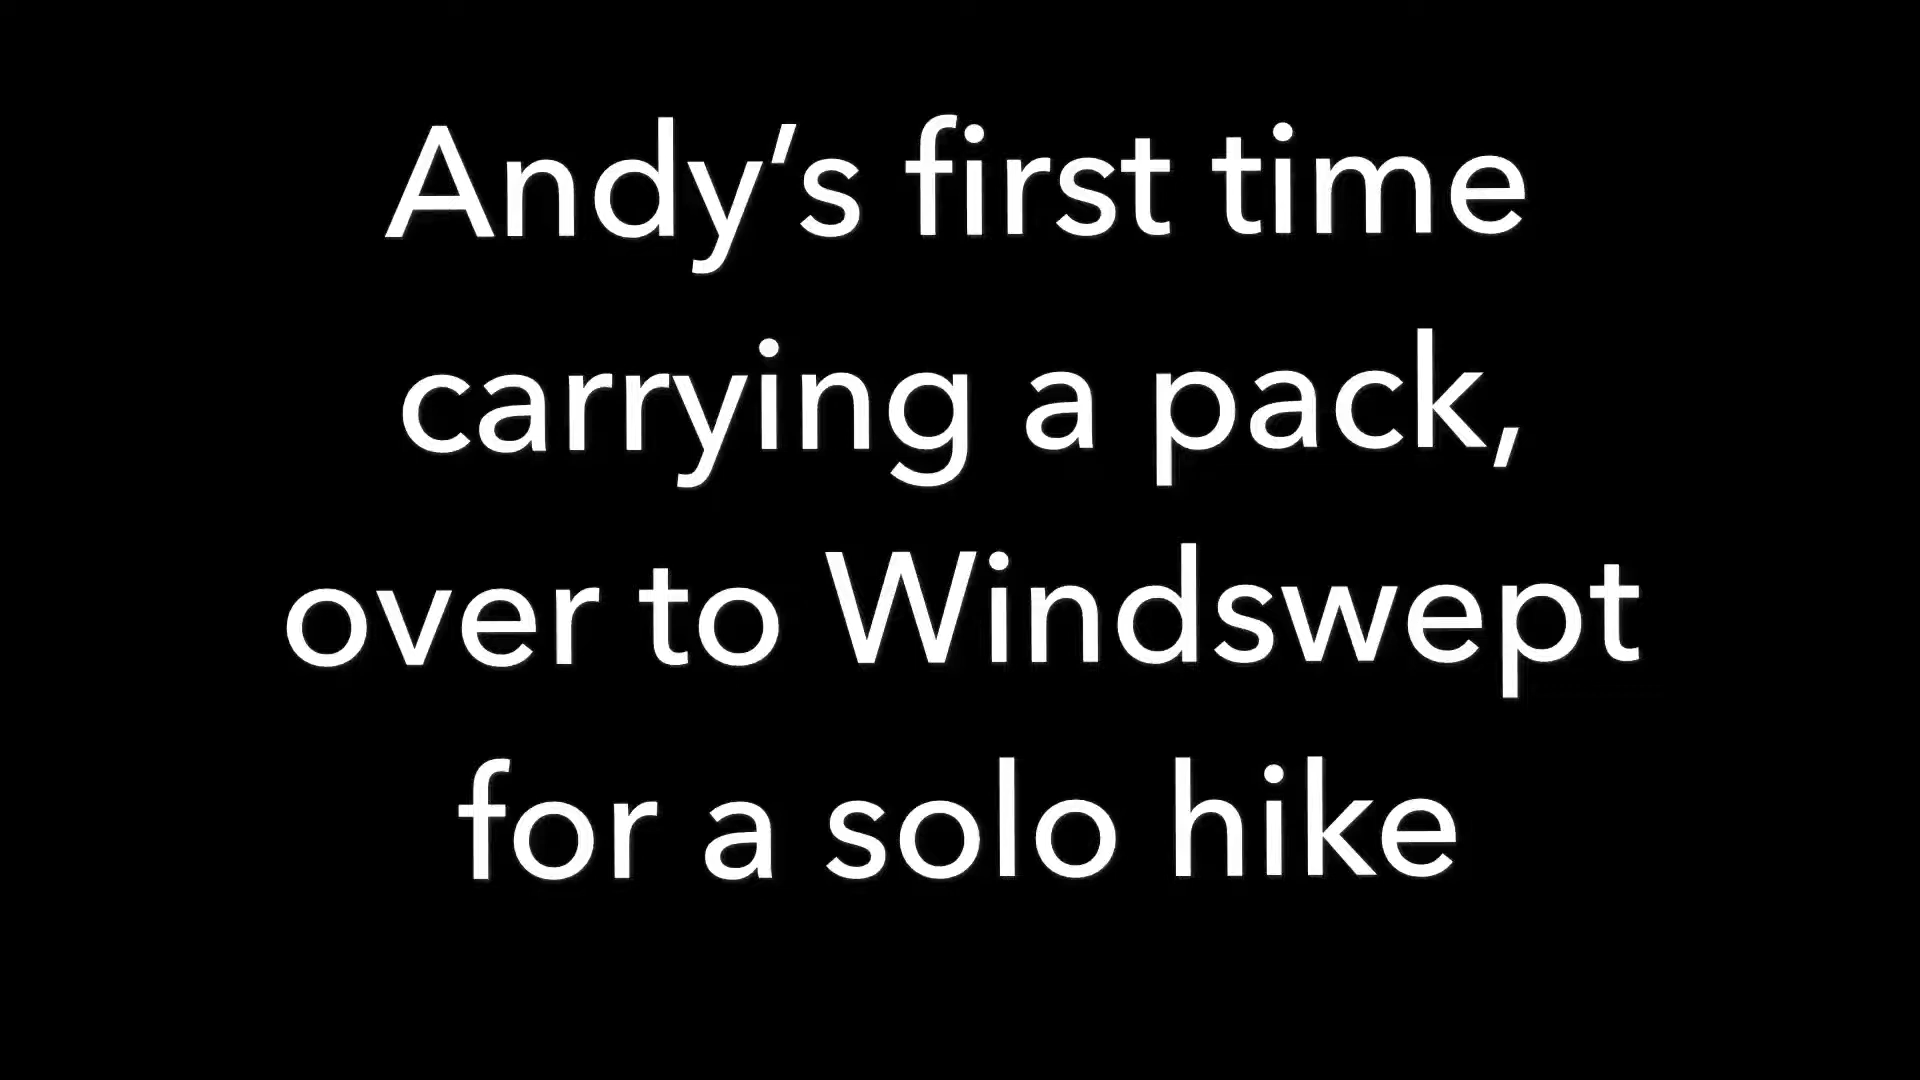 Andy’s first time
carrying a pack,
over to Windswept
for a solo hike